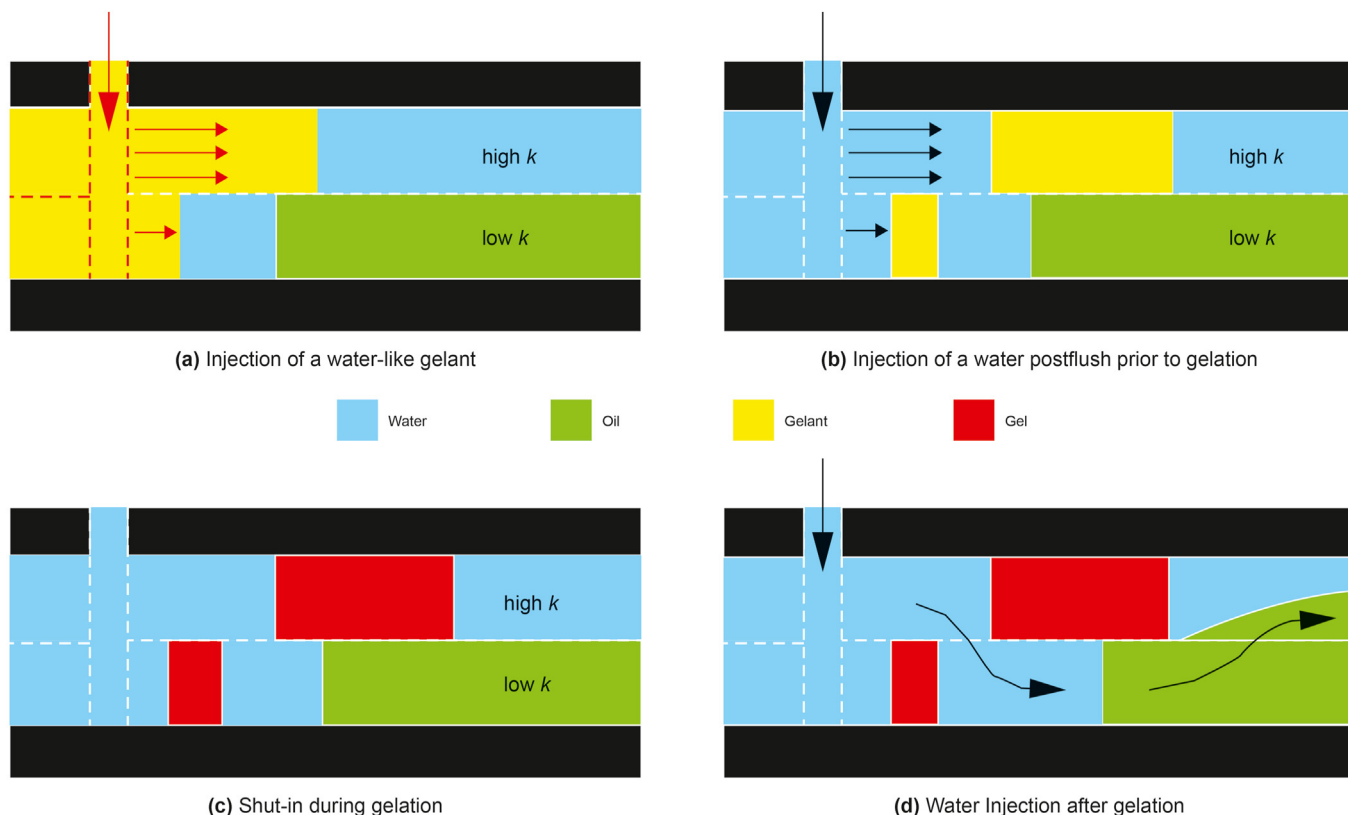 high k
low k
(a) Injection of a water-like gelant
high k
low k
(b) Injection of a water postflush prior to gelation
Water
Oil
Gelant
Gel
high k
low k
(c) Shut-in during gelation
(d) Water Injection after gelation